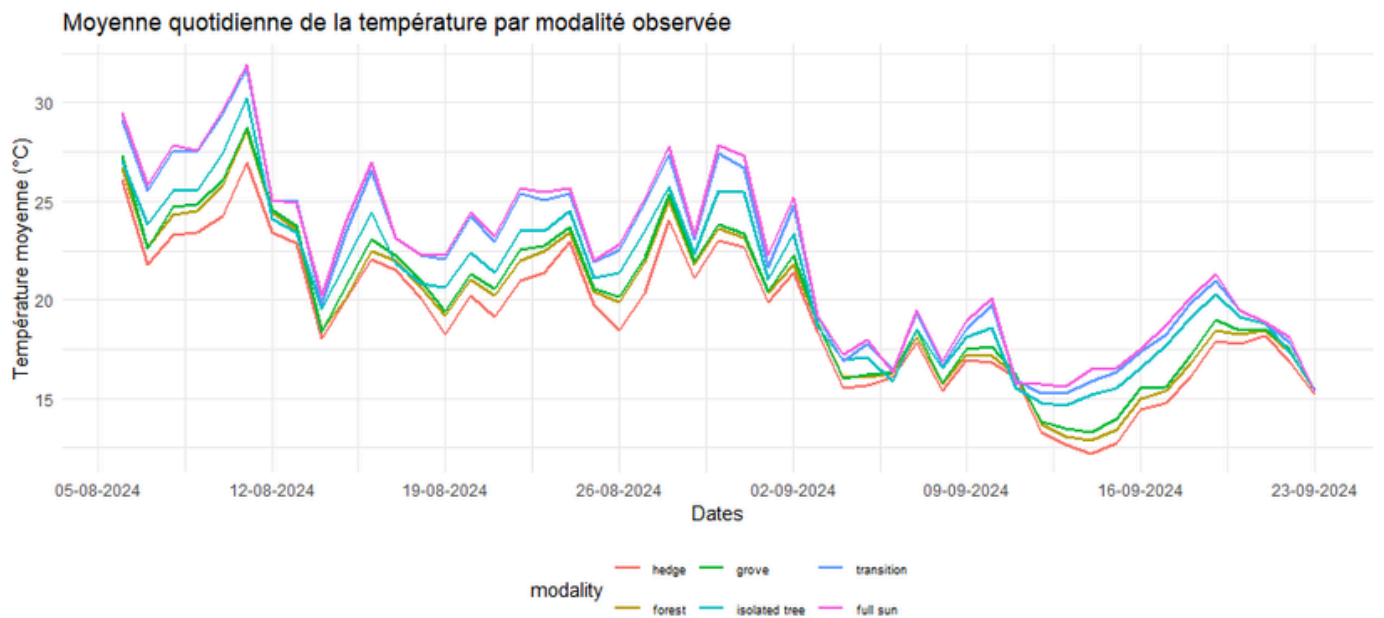 Moyenne quotidienne de la température par modalité observée
Température moyenne (°C)
30
25
20
15
05-08-2024 12-08-2024 19-08-2024 26-08-2024 02-09-2024 09-09-2024 16-09-2024 23-09-2024
Dates
modality
hedge grove transition
forest isolated tree full sun